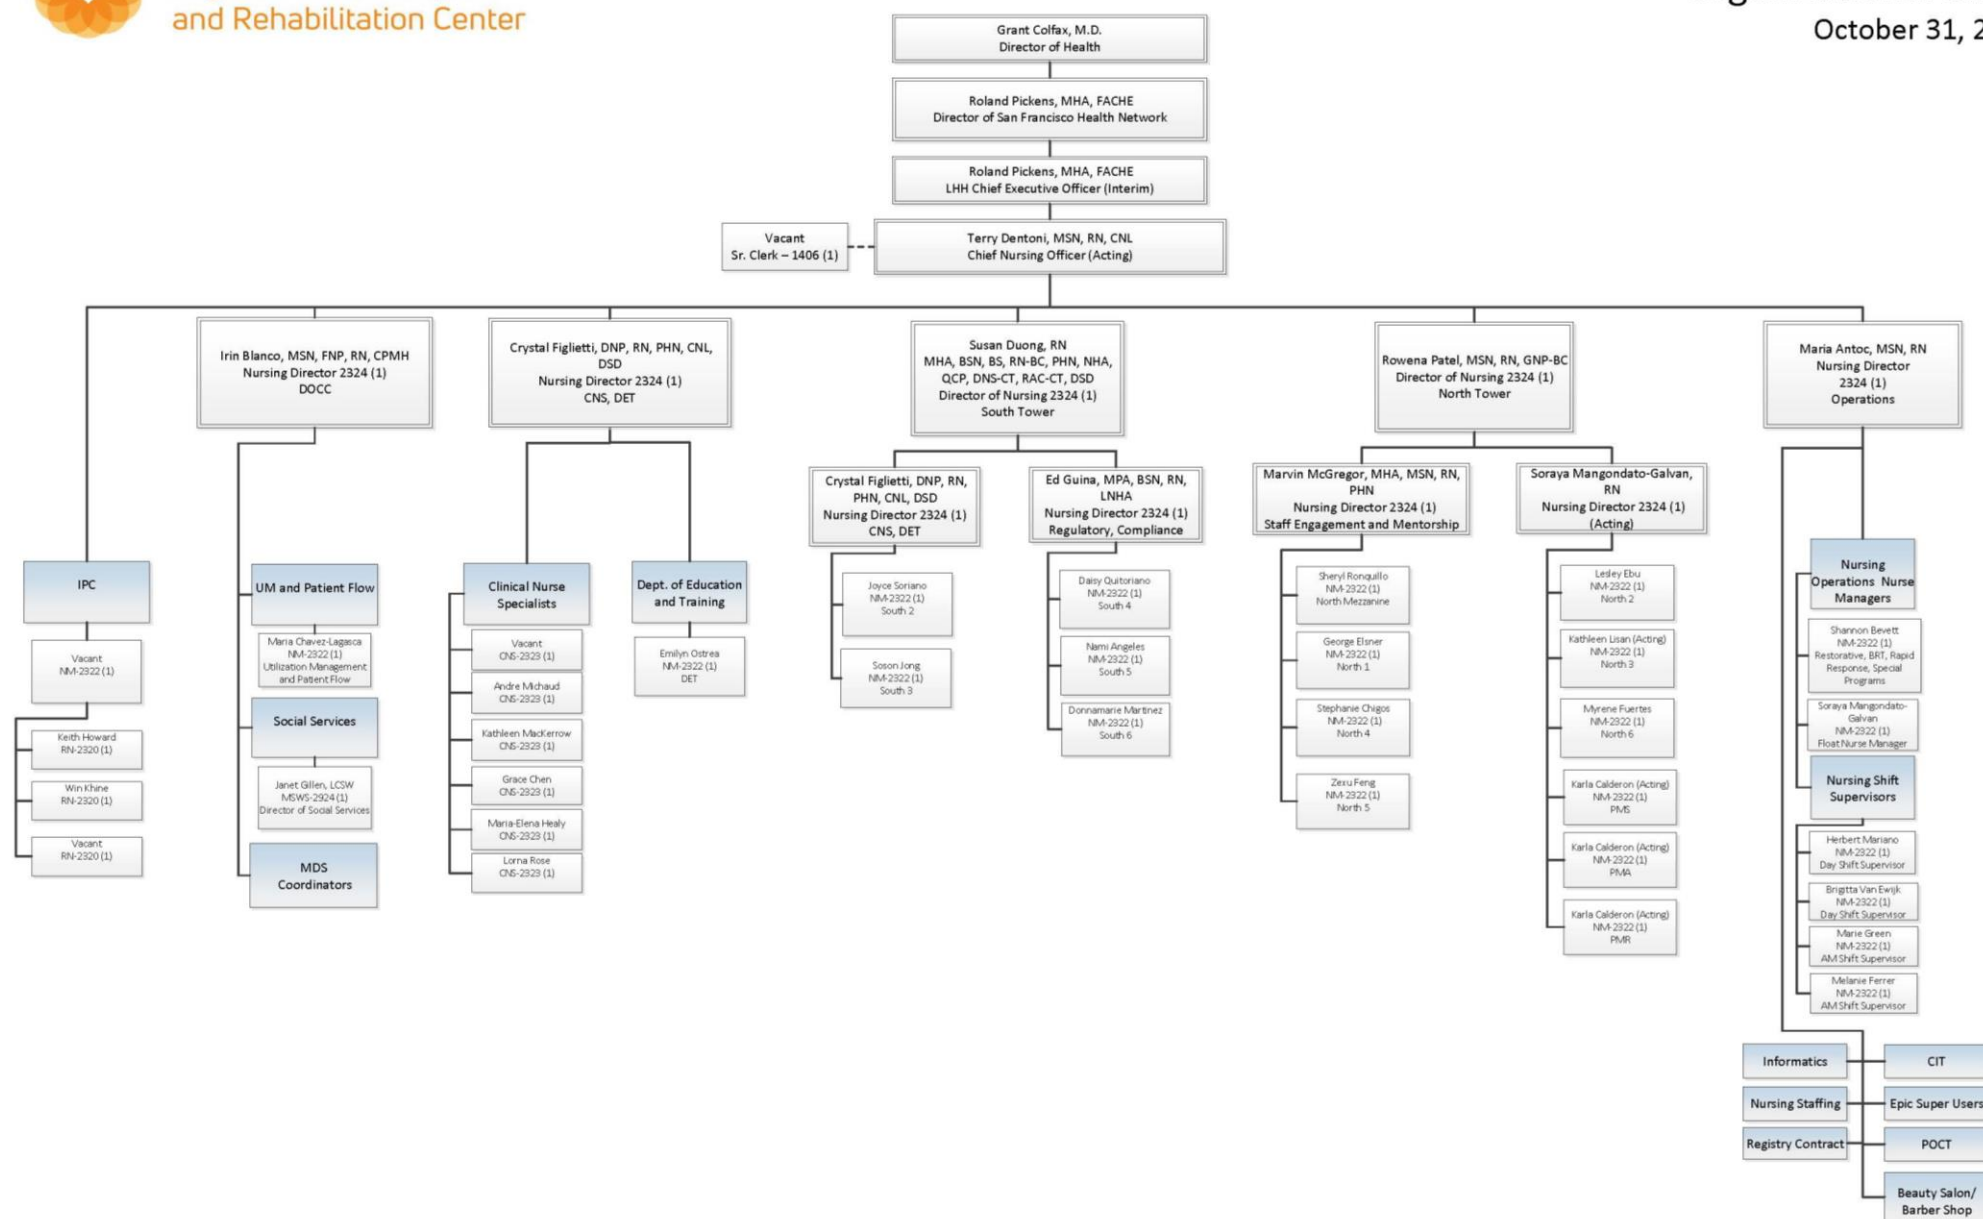 and Rehabilitation Center
October 31, 2
Grant Colfax, M.D.
Director of Health
Roland Pickens, MHA, FACHE
Director of San Francisco Health Network
Roland Pickens, MHA, FACHE
LHH Chief Executive Officer (Interim)
Vacant
Sr. Clerk – 1406 (1)
Terry Dentoni, MSN, RN, CNL
Chief Nursing Officer (Acting)
Irin Blanco, MSN, FNP, RN, CPMH
Nursing Director 2324 (1)
DOCC
Crystal Figlietti, DNP, RN, PHN, CNL,
DSD
Nursing Director 2324 (1)
CNS, DET
Susan Duong, RN
MHA, BSN, BS, RN-BC, PHN, NHA,
QCP, DNS-CT, RAC-CT, DSD
Director of Nursing 2324 (1)
South Tower
Rowena Patel, MSN, RN, GNP-BC
Director of Nursing 2324 (1)
North Tower
Maria Antoc, MSN, RN
Nursing Director
2324 (1)
Operations
Crystal Figlietti, DNP, RN,
PHN, CNL, DSD
Nursing Director 2324 (1)
CNS, DET
Ed Guina, MPA, BSN, RN,
LNHA
Nursing Director 2324 (1)
Regulatory, Compliance
Marvin McGregor, MHA, MSN, RN,
PHN
Nursing Director 2324 (1)
Staff Engagement and Mentorship
Soraya Mangondato-Galvan,
RN
Nursing Director 2324 (1)
(Acting)
IPC
Vacant
NM-2322 (1)
Keith Howard
RN-2320 (1)
Win Khine
RN-2320 (1)
Vacant
RN-2320 (1)
UM and Patient Flow
Maria Chavez-Lagasca
NM-2322 (1)
Utilization Management
and Patient Flow
Social Services
Janet Gillen, LCSW
MSWS-2924 (1)
Director of Social Services
MDS
Coordinators
Clinical Nurse
Specialists
Vacant
CNS-2323 (1)
Andre Michaud
CNS-2323 (1)
Kathleen MacKerrow
CNS-2323 (1)
Grace Chen
CNS-2323 (1)
Maria-Elena Healy
CNS-2323 (1)
Lorna Rose
CNS-2323 (1)
Dept. of Education
and Training
Emilyn Ostrea
NM-2322 (1)
DET
Joyce Soriano
NM-2322 (1)
South 2
Soson Jong
NM-2322 (1)
South 3
Daisy Quitoriano
NM-2322 (1)
South 4
Nami Angeles
NM-2322 (1)
South 5
Donnamarie Martinez
NM-2322 (1)
South 6
Sheryl Ronquillo
NM-2322 (1)
North Mezzanine
George Elsner
NM-2322 (1)
North 1
Stephanie Chigos
NM-2322 (1)
North 4
Zexu Feng
NM-2322 (1)
North 5
Lesley Ebu
NM-2322 (1)
North 2
Kathleen Lisan (Acting)
NM-2322 (1)
North 3
Myrene Fuertes
NM-2322 (1)
North 6
Karla Calderon (Acting)
NM-2322 (1)
PMS
Karla Calderon (Acting)
NM-2322 (1)
PMA
Karla Calderon (Acting)
NM-2322 (1)
PMR
Nursing
Operations Nurse
Managers
Shannon Bevett
NM-2322 (1)
Restorative, BRT, Rapid
Response, Special
Programs
Soraya Mangondato-
Galvan
NM-2322 (1)
Float Nurse Manager
Nursing Shift
Supervisors
Herbert Mariano
NM-2322 (1)
Day Shift Supervisor
Brigitta Van Ewijk
NM-2322 (1)
Day Shift Supervisor
Marie Green
NM-2322 (1)
AM Shift Supervisor
Melanie Ferrer
NM-2322 (1)
AM Shift Supervisor
Informatics
CIT
Nursing Staffing
Epic Super Users
Registry Contract
POCT
Beauty Salon/
Barber Shop